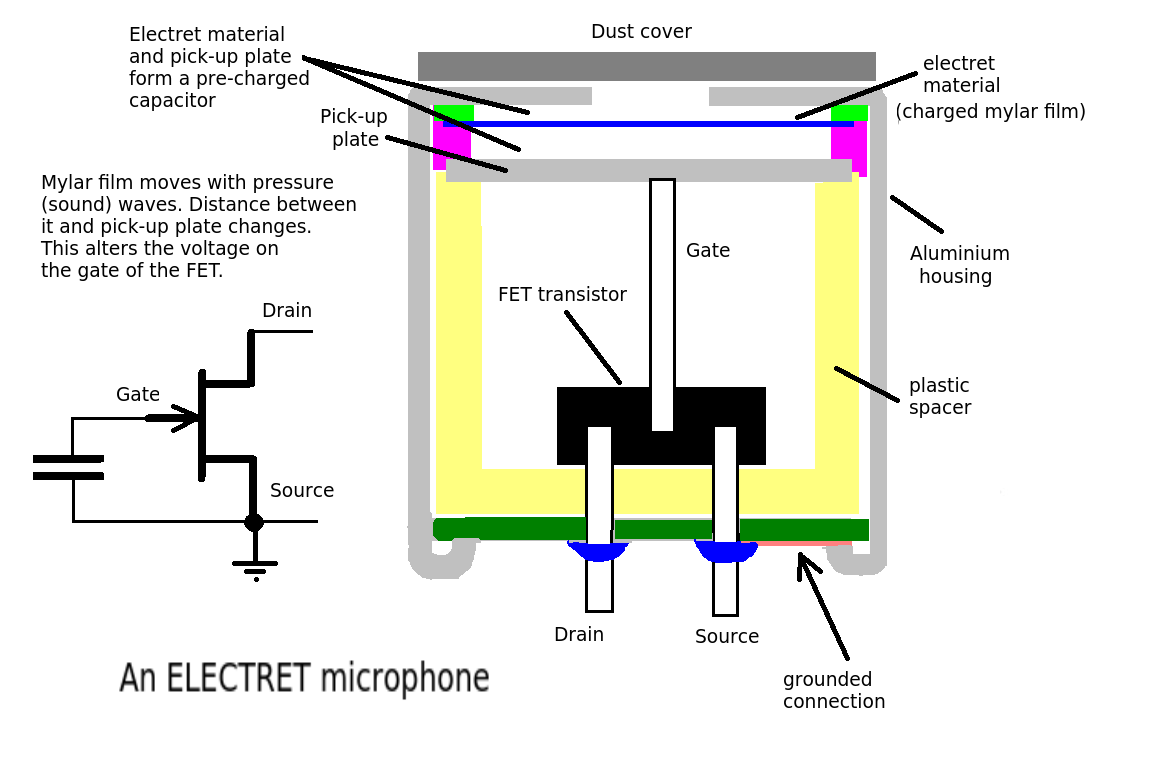 Electret material
and pick-up plate
form a pre-charged
capacitor
Dust cover
electret
material
(charged mylar film)
Pick-up
plate
Mylar film moves with pressure
(sound) waves. Distance between
it and pick-up plate changes.
This alters the voltage on
the gate of the FET.
Gate
Aluminium
housing
FET transistor
Drain
Gate
plastic
spacer
Source
Drain
Source
An ELECTRET microphone
grounded
connection